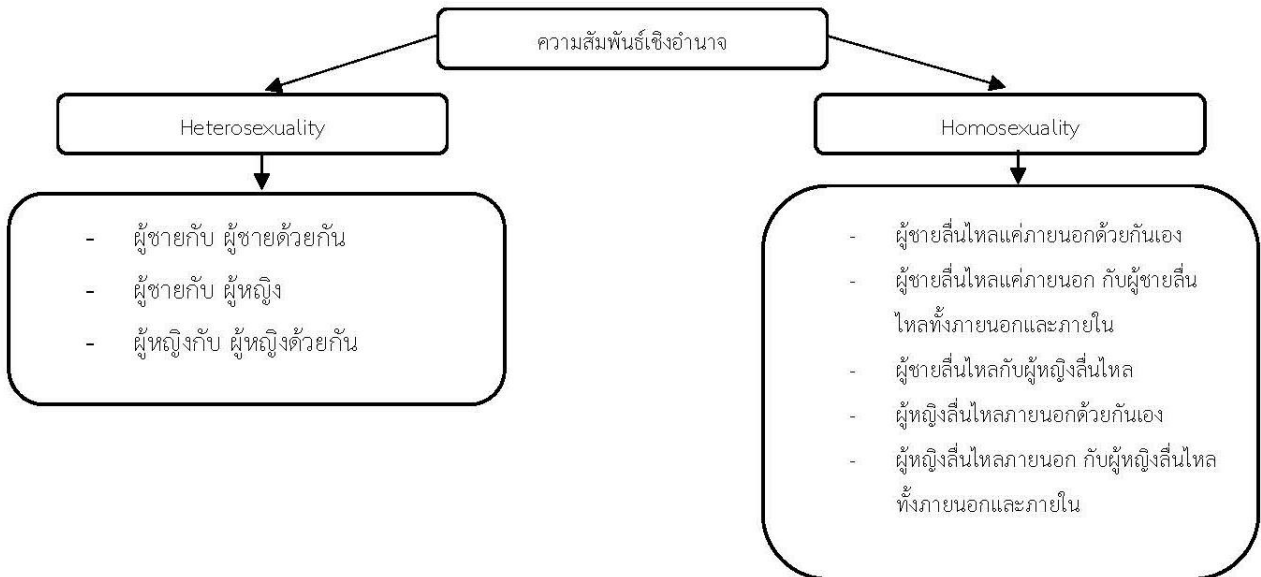 ความสัมพันธ์เชิงอำนาจ
Heterosexuality
Homosexuality
- ผู้ชายกับ ผู้ชายด้วยกัน
- ผู้ชายกับ ผู้หญิง
- ผู้หญิงกับ ผู้หญิงด้วยกัน
- ผู้ชายลื่นไหลแค่ภายนอกด้วยกันเอง
- ผู้ชายลื่นไหลแค่ภายนอก กับผู้ชายลื่น
ไหลทั้งภายนอกและภายใน
- ผู้ชายลื่นไหลกับผู้หญิงลื่นไหล
- ผู้หญิงลื่นไหลภายนอกด้วยกันเอง
- ผู้หญิงลื่นไหลภายนอก กับผู้หญิงลื่นไหล
ทั้งภายนอกและภายใน